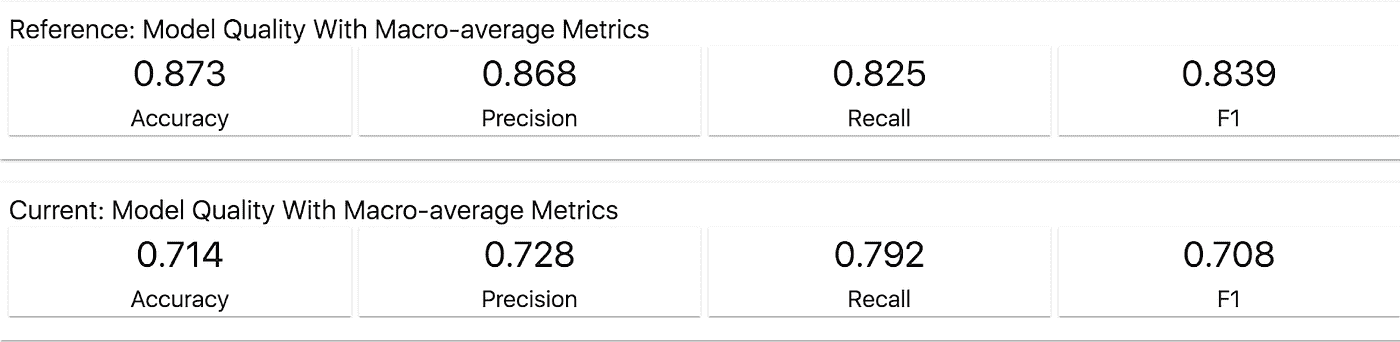 Reference: Model Quality With Macro-average Metrics
0.873 0.868 0.825 0.839
Accuracy Precision Recall F1
Current: Model Quality With Macro-average Metrics
0.714 0.728 0.792 0.708
Accuracy Precision Recall F1